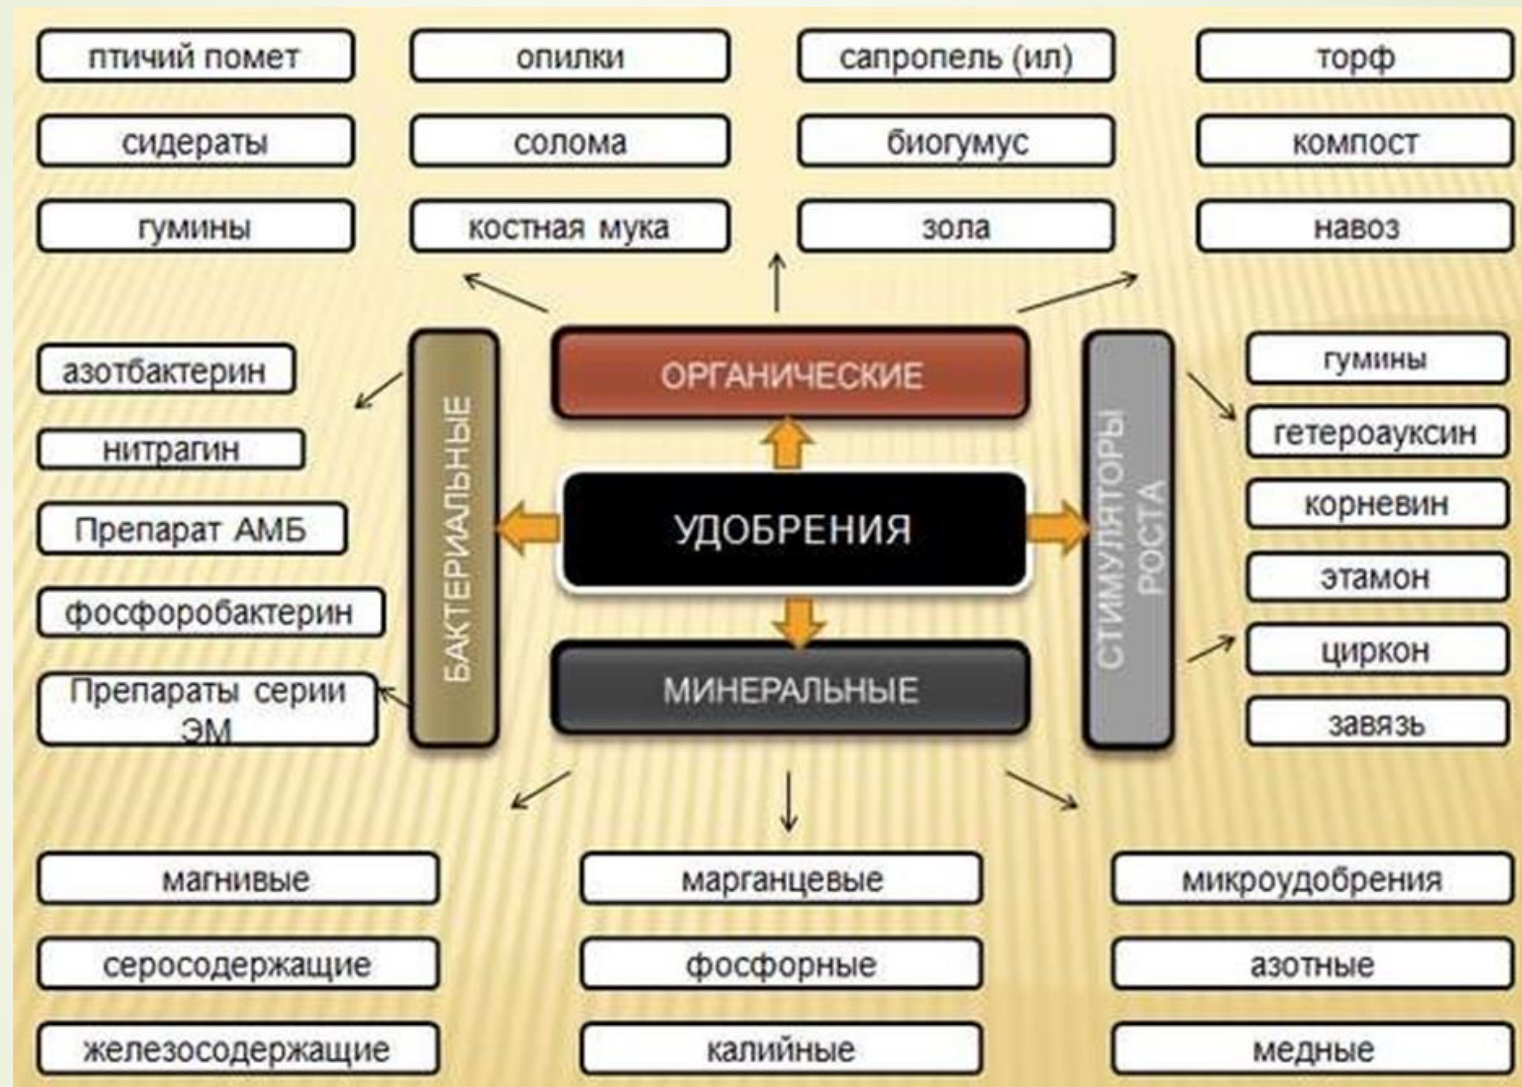 птичий помет
опилки
сапропель (ил)
торф
сидераты
солома
биогумус
компост
гумины
костная мука
зола
навоз
ОРГАНИЧЕСКИЕ
азотбактерин
нитрагин
Препарат АМБ
фосфоробактерин
Препараты серии
ЭМ
БАКТЕРИАЛЬНЫЕ
УДОБРЕНИЯ
СТИМУЛЯТОРЫ
РОСТА
гумины
гетероауксин
корневин
этамон
циркон
завязь
МИНЕРАЛЬНЫЕ
магнивые
марганцевые
микроудобрения
серосодержащие
фосфорные
азотные
железосодержащие
калийные
медные